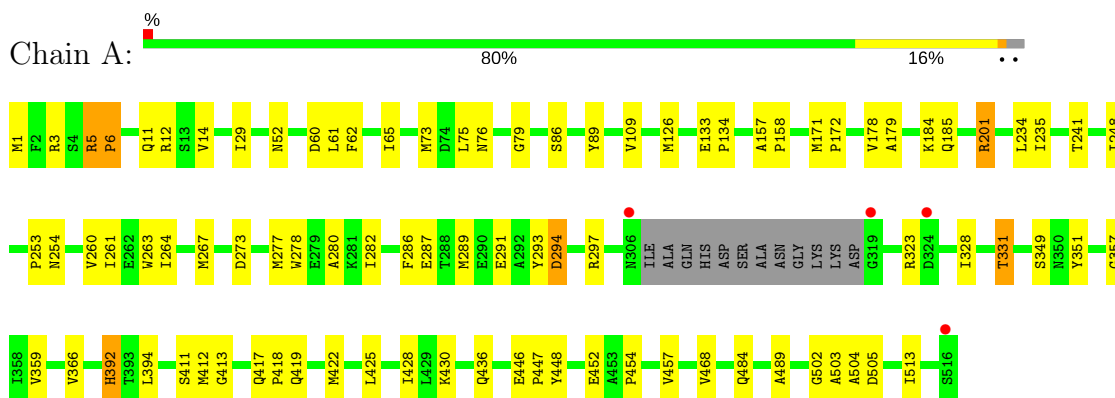 %
Chain A:
80% 16% • •
M1 F2 R3 S4 R5 P6 Q11 R12 S13 V14 I29 N52 D60 L61 F62 I65 M73 D74 L75 N76 G79 S86 Y89 V109 M126 E133 P134 A157 P158 M171 P172 V178 A179 K184 Q185 R201 L234 I235 T241
P253 N254 V260 I261 E262 W263 I264 M267 D273 M277 W278 E279 A280 K281 I282 F286 E287 T288 M289 E290 E291 A292 Y293 D294 R297 N306 ILE ALA GLN HIS ASP SER ALA ASN GLY LYS LYS ASP G319 R323 D324 I328 T331 S349 N350 Y351 G357
I358 V359 V366 H392 T393 L394 S411 M412 G413 Q417 P418 Q419 M422 L425 I428 L429 K430 Q436 E446 P447 Y448 E452 A453 P454 V457 V468 Q484 A489 G502 A503 A504 D505 I513 S516